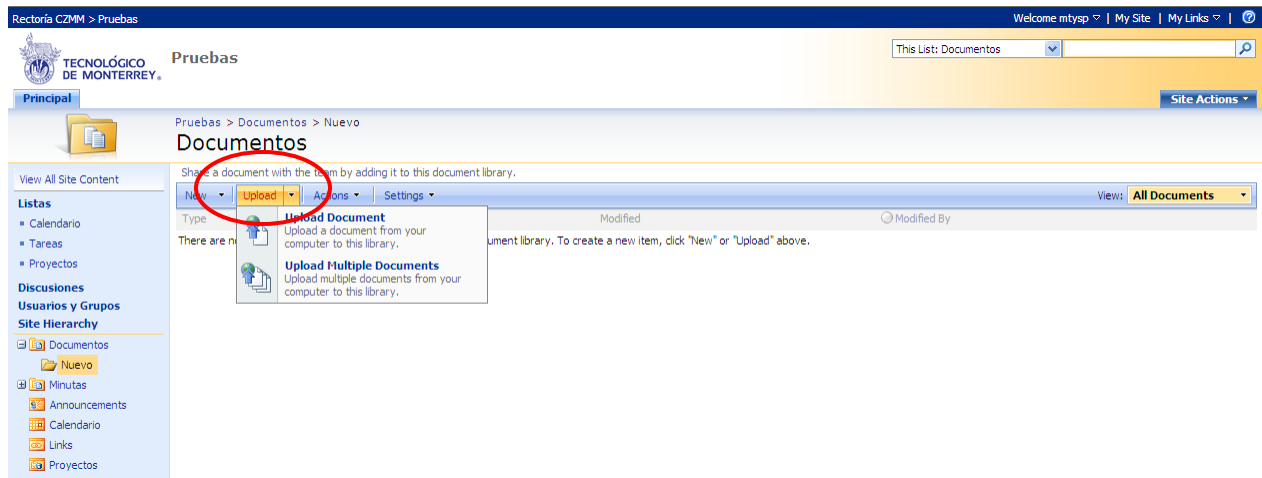 Rectoría CZMM > Pruebas
Welcome mtysp | My Site | My Links |
TECNOLÓGICO
DE MONTERREY®
Pruebas
This List: Documentos
Principal
Site Actions
Pruebas > Documentos > Nuevo
Documentos
View All Site Content
Listas
Calendario
Tareas
Proyectos
Discusiones
Usuarios y Grupos
Site Hierarchy
Documentos
Nuevo
Minutas
Announcements
Calendario
Links
Proyectos
Share a document with the team by adding it to this document library.
New Upload Actions Settings
View: All Documents
Type Modified Modified By
There are n ument library. To create a new item, click "New" or "Upload" above.
Upload Document
Upload a document from your
computer to this library.
Upload Multiple Documents
Upload multiple documents from your
computer to this library.